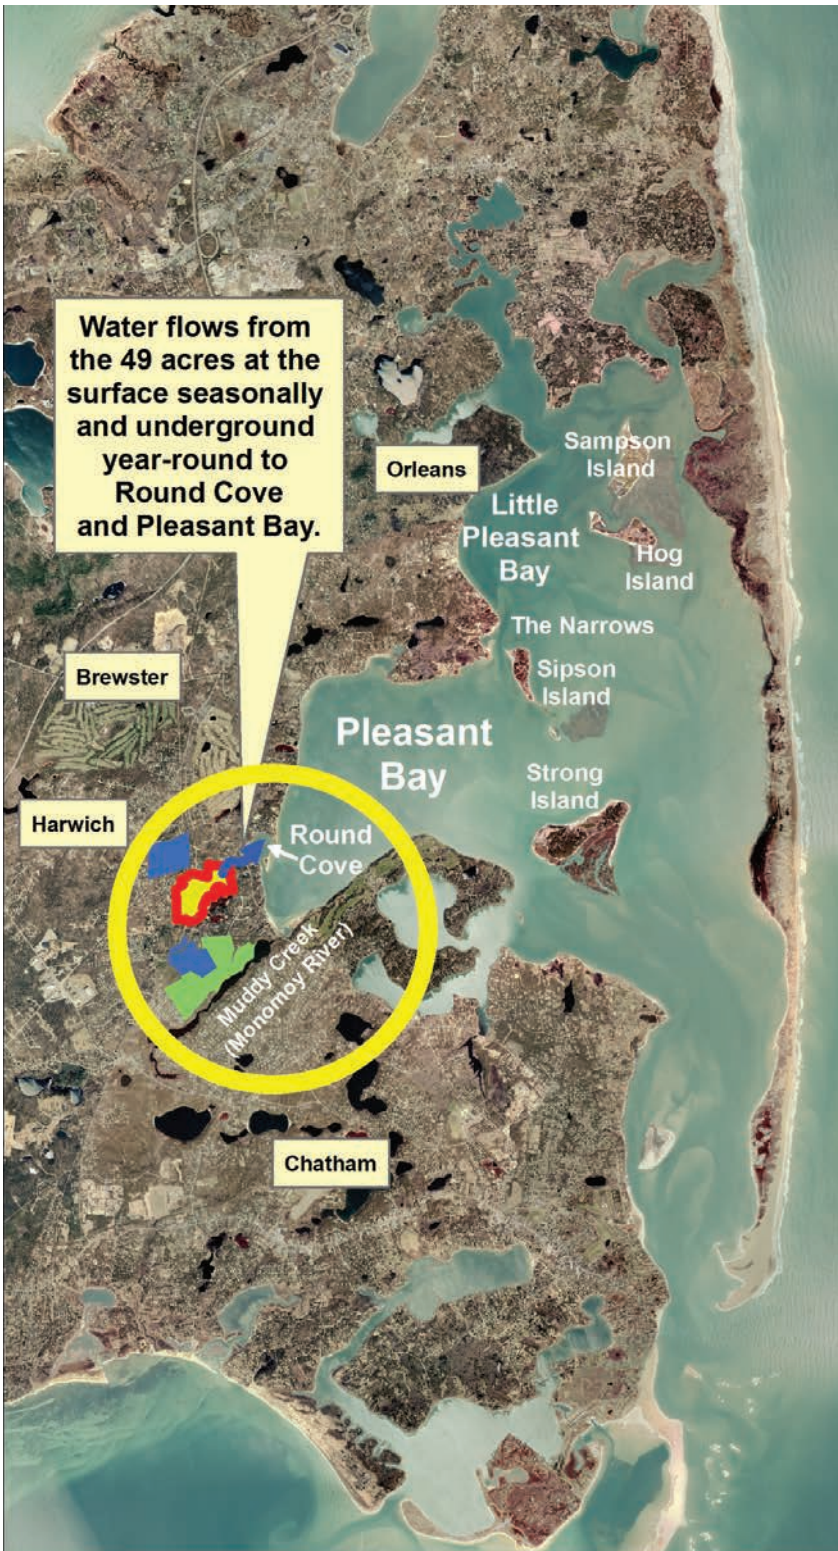 Water flows from
the 49 acres at the
surface seasonally
and underground
year-round to
Round Cove
and Pleasant Bay.
Orleans
Sampson
Island
Little
Pleasant
Bay
Hog
Island
The Narrows
Sipson
Island
Brewster
Pleasant
Bay
Strong
Island
Harwich
Round
Cove
Muddy Creek
(Monomoy River)
Chatham